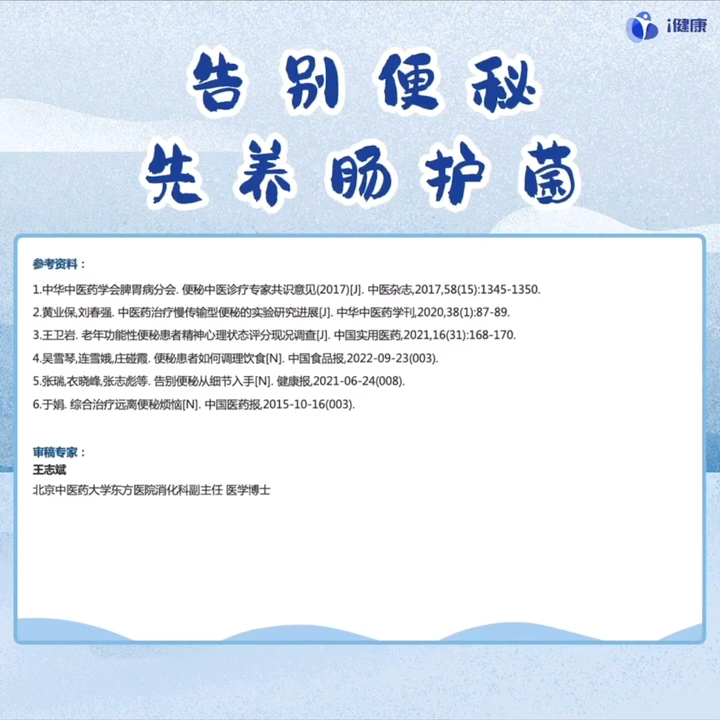 i健康
告别便秘
先养肠护菌
参考资料：
1.中华中医药学会脾胃病分会. 便秘中医诊疗专家共识意见(2017)[J]. 中医杂志,2017,58(15):1345-1350.
2.黄业保,刘春强. 中医药治疗慢传输型便秘的实验研究进展[J]. 中华中医药学刊,2020,38(1):87-89.
3.王卫岩. 老年功能性便秘患者精神心理状态评分现况调查[J]. 中国实用医药,2021,16(31):168-170.
4.吴雪琴,连雪娥,庄碰霞. 便秘患者如何调理饮食[N]. 中国食品报,2022-09-23(003).
5.张瑞,衣晓峰,张志彪等. 告别便秘从细节入手[N]. 健康报,2021-06-24(008).
6.于娟. 综合治疗远离便秘烦恼[N]. 中国医药报,2015-10-16(003).
审稿专家：
王志斌
北京中医药大学东方医院消化科副主任 医学博士